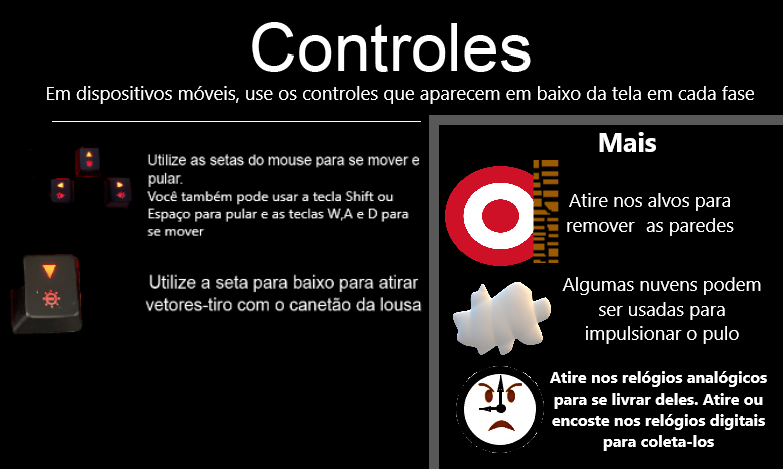 Controles
Em dispositivos móveis, use os controles que aparecem em baixo da tela em cada fase
Utilize as setas do mouse para se mover e
pular.
Você também pode usar a tecla Shift ou
Espaço para pular e as teclas W,A e D para
se mover
Utilize a seta para baixo para atirar
vetores-tiro com o canetão da lousa
Mais
Atire nos alvos para
remover as paredes
Algumas nuvens podem
ser usadas para
impulsionar o pulo
Atire nos relógios analógicos
para se livrar deles. Atire ou
encoste nos relógios digitais
para coleta-los